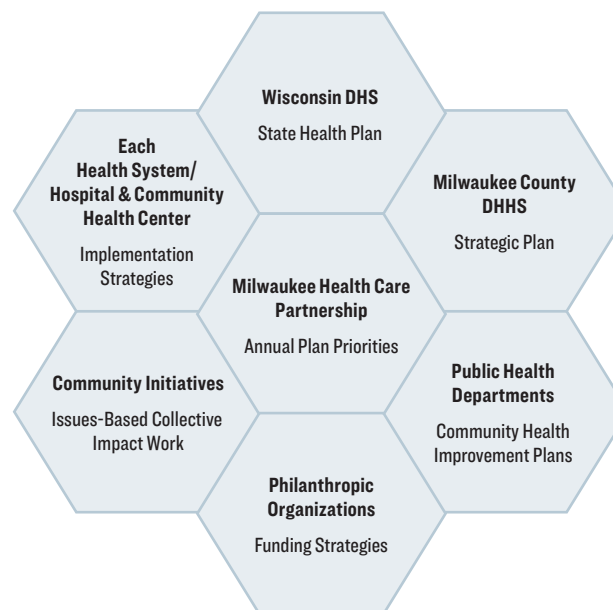 Wisconsin DHS
State Health Plan
Each
Health System/
Hospital & Community
Health Center
Implementation
Strategies
Milwaukee County
DHHS
Strategic Plan
Milwaukee Health Care
Partnership
Annual Plan Priorities
Community Initiatives
Issues-Based Collective
Impact Work
Public Health
Departments
Community Health
Improvement Plans
Philanthropic
Organizations
Funding Strategies